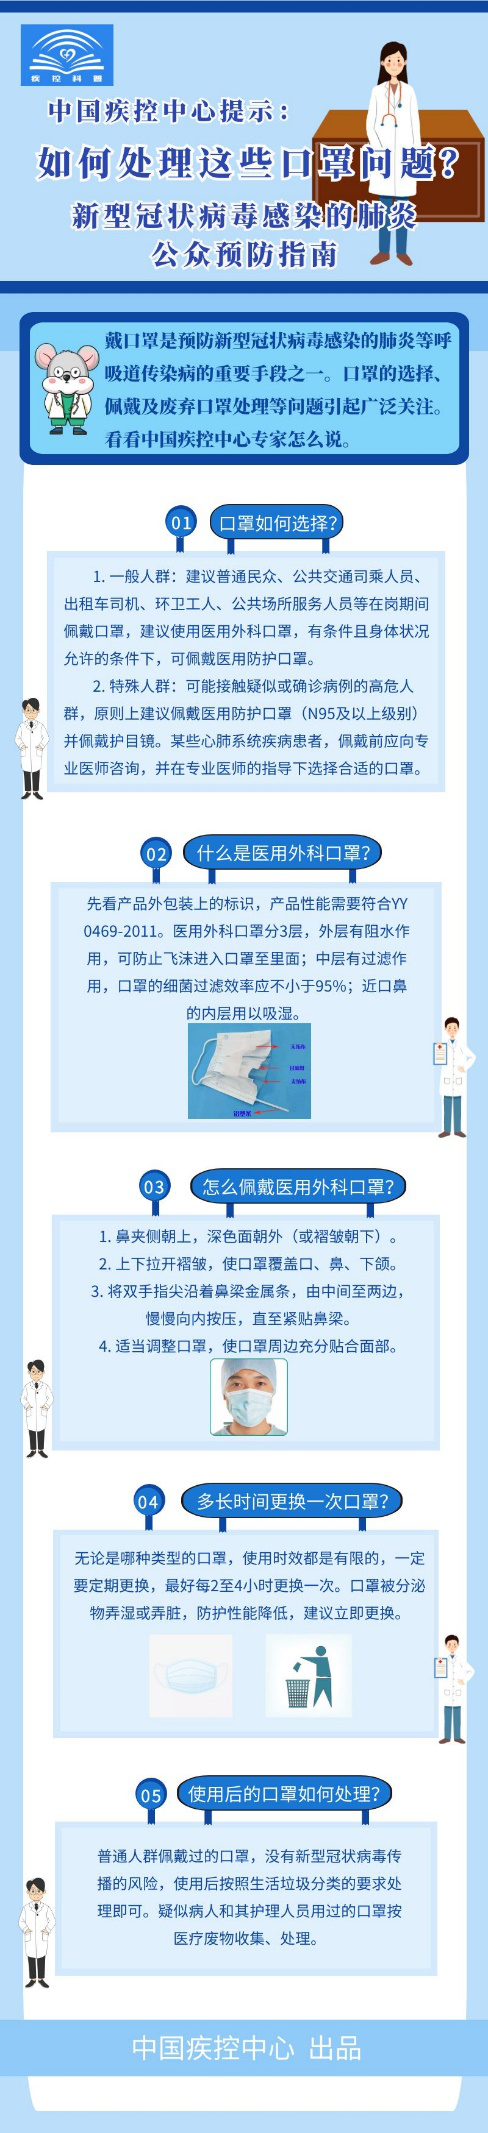 疾控科普
中国疾控中心提示：
如何处理这些口罩问题？
新型冠状病毒感染的肺炎
公众预防指南
戴口罩是预防新型冠状病毒感染的肺炎等呼
吸道传染病的重要手段之一。口罩的选择、
佩戴及废弃口罩处理等问题引起广泛关注。
看看中国疾控中心专家怎么说。
01 口罩如何选择？
1. 一般人群：建议普通民众、公共交通司乘人员、
出租车司机、环卫工人、公共场所服务人员等在岗期间
佩戴口罩，建议使用医用外科口罩，有条件且身体状况
允许的条件下，可佩戴医用防护口罩。
2. 特殊人群：可能接触疑似或确诊病例的高危人
群，原则上建议佩戴医用防护口罩（N95及以上级别）
并佩戴护目镜。某些心肺系统疾病患者，佩戴前应向专
业医师咨询，并在专业医师的指导下选择合适的口罩。
02 什么是医用外科口罩？
先看产品外包装上的标识，产品性能需要符合YY
0469-2011。医用外科口罩分3层，外层有阻水作
用，可防止飞沫进入口罩至里面；中层有过滤作
用，口罩的细菌过滤效率应不小于95%；近口鼻
的内层用以吸湿。
无纺布
过滤层
无纺布
铝塑条
03 怎么佩戴医用外科口罩？
1. 鼻夹侧朝上，深色面朝外（或褶皱朝下）。
2. 上下拉开褶皱，使口罩覆盖口、鼻、下颌。
3. 将双手指尖沿着鼻梁金属条，由中间至两边，
慢慢向内按压，直至紧贴鼻梁。
4. 适当调整口罩，使口罩周边充分贴合面部。
04 多长时间更换一次口罩？
无论是哪种类型的口罩，使用时效都是有限的，一定
要定期更换，最好每2至4小时更换一次。口罩被分泌
物弄湿或弄脏，防护性能降低，建议立即更换。
05 使用后的口罩如何处理？
普通人群佩戴过的口罩，没有新型冠状病毒传
播的风险，使用后按照生活垃圾分类的要求处
理即可。疑似病人和其护理人员用过的口罩按
医疗废物收集、处理。
中国疾控中心 出品